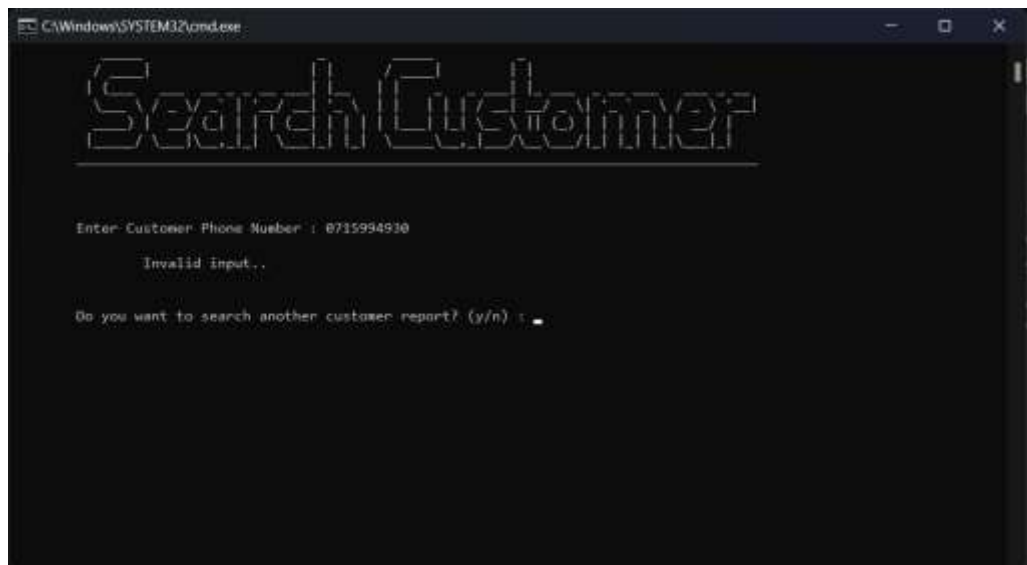 C:\Windows\SYSTEM32\cmd.exe
Search Customer
Enter Customer Phone Number : 0715994930
Invalid input..
Do you want to search another customer report? (y/n) :